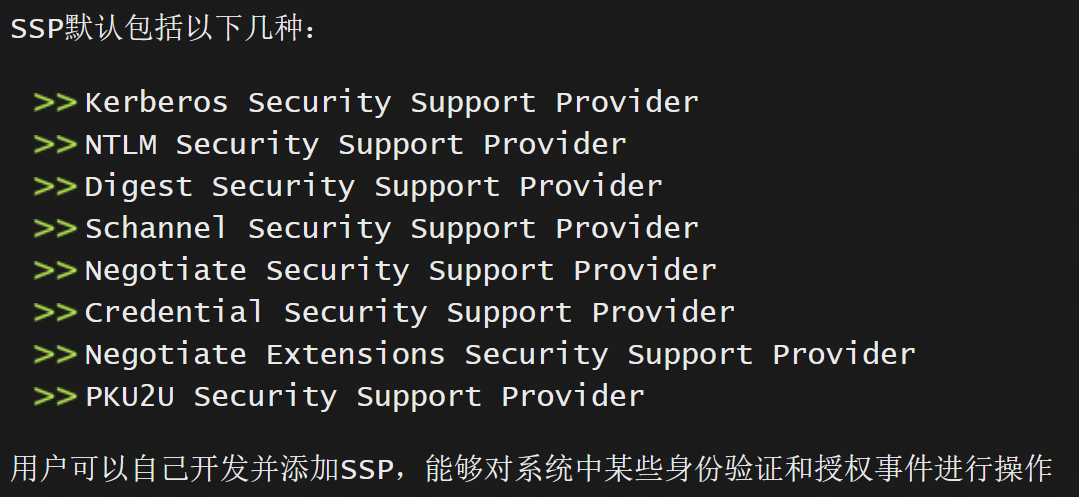 SSP默认包括以下几种：
>> Kerberos Security Support Provider
>> NTLM Security Support Provider
>> Digest Security Support Provider
>> Schannel Security Support Provider
>> Negotiate Security Support Provider
>> Credential Security Support Provider
>> Negotiate Extensions Security Support Provider
>> PKU2U Security Support Provider
用户可以自己开发并添加SSP，能够对系统中某些身份验证和授权事件进行操作